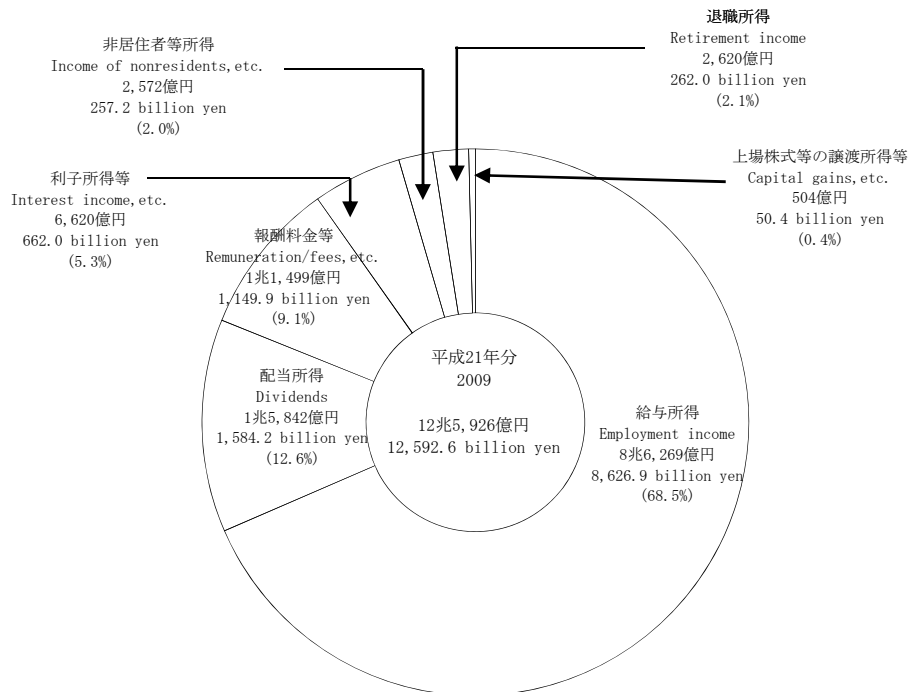 退職所得
Retirement income
2,620億円
262.0 billion yen
(2.1%)
非居住者等所得
Income of nonresidents,etc.
2,572億円
257.2 billion yen
(2.0%)
上場株式等の譲渡所得等
Capital gains,etc.
504億円
50.4 billion yen
(0.4%)
利子所得等
Interest income,etc.
6,620億円
662.0 billion yen
(5.3%)
報酬料金等
Remuneration/fees,etc.
1兆1,499億円
1,149.9 billion yen
(9.1%)
配当所得
Dividends
1兆5,842億円
1,584.2 billion yen
(12.6%)
平成21年分
2009
12兆5,926億円
12,592.6 billion yen
給与所得
Employment income
8兆6,269億円
8,626.9 billion yen
(68.5%)